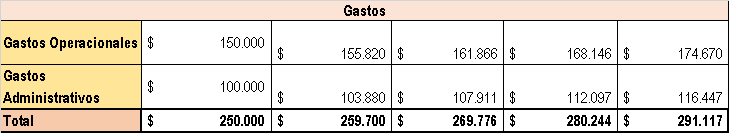 Gastos
Gastos Operacionales $ 150.000 $ 155.820 $ 161.866 $ 168.146 $ 174.670
Gastos
Administrativos $ 100.000 $ 103.880 $ 107.911 $ 112.097 $ 116.447
Total $ 250.000 $ 259.700 $ 269.776 $ 280.244 $ 291.117